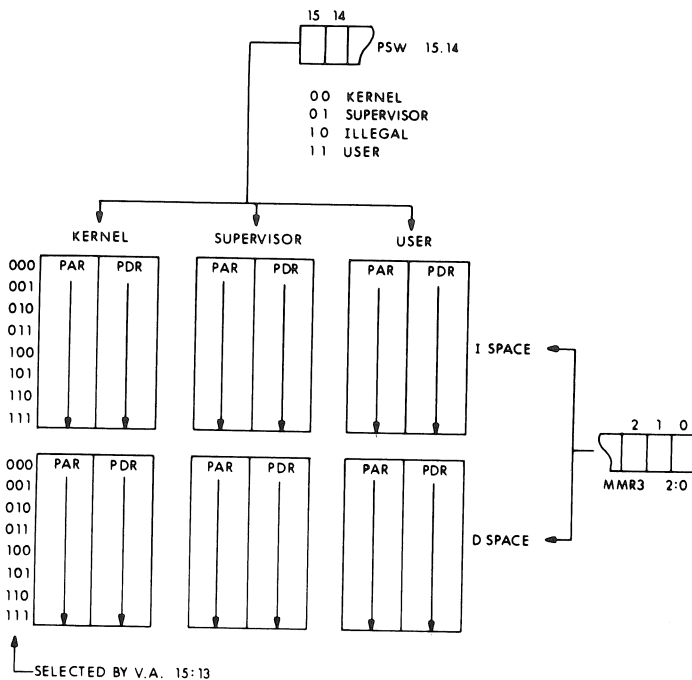 15 14
PSW 15.14
00 KERNEL
01 SUPERVISOR
10 ILLEGAL
11 USER
KERNEL SUPERVISOR USER
PAR PDR PAR PDR PAR PDR
000
001
010
011
100
101
110
111
I SPACE
2 1 0
MMR3 2:0
PAR PDR PAR PDR PAR PDR
000
001
010
011
100
101
110
111
D SPACE
SELECTED BY V.A. 15:13